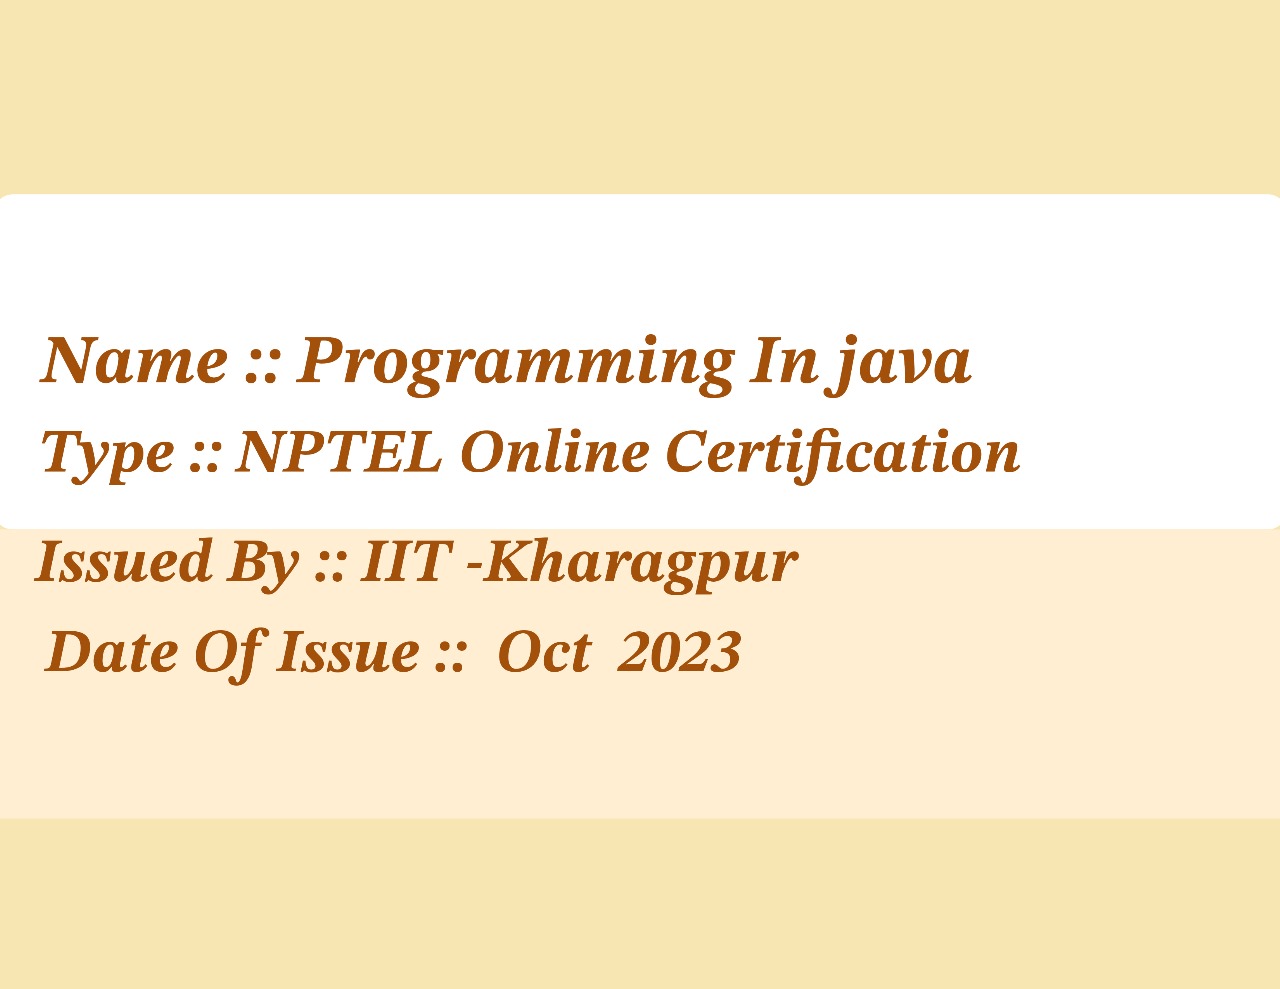 Name :: Programming In java
Type :: NPTEL Online Certification
Issued By :: IIT -Kharagpur
Date Of Issue :: Oct 2023